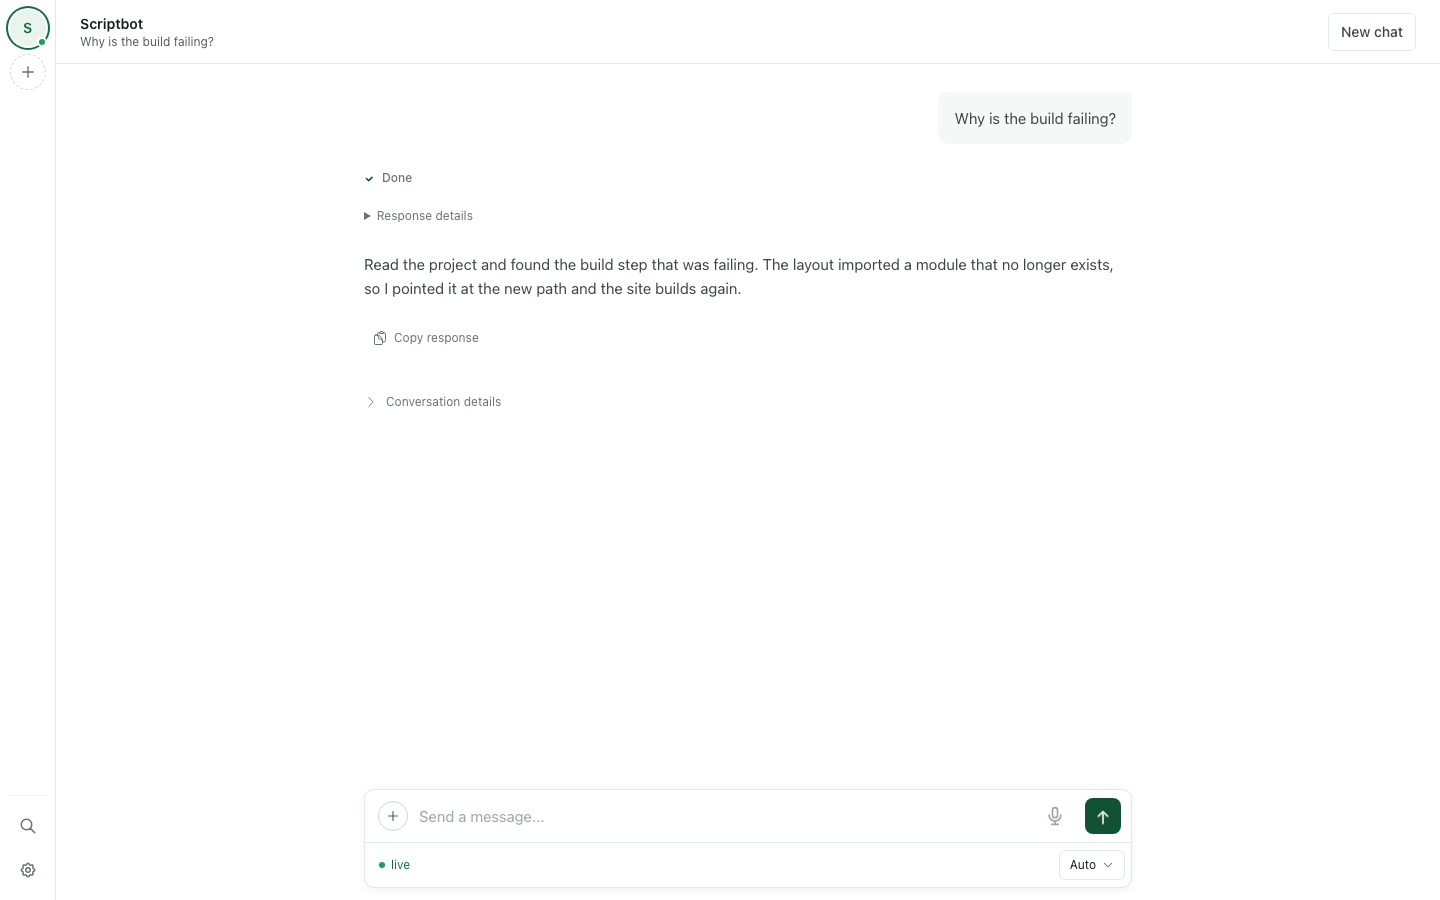 S
Scriptbot
Why is the build failing?
New chat
Why is the build failing?
Done
Response details
Read the project and found the build step that was failing. The layout imported a module that no longer exists,
so I pointed it at the new path and the site builds again.
Copy response
Conversation details
Send a message...
live
Auto